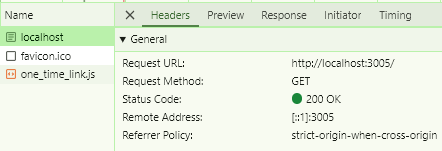 Name
Headers Preview Response Initiator Timing
localhost
favicon.ico
one_time_link.js
General
Request URL: http://localhost:3005/
Request Method: GET
Status Code: 200 OK
Remote Address: [::1]:3005
Referrer Policy: strict-origin-when-cross-origin